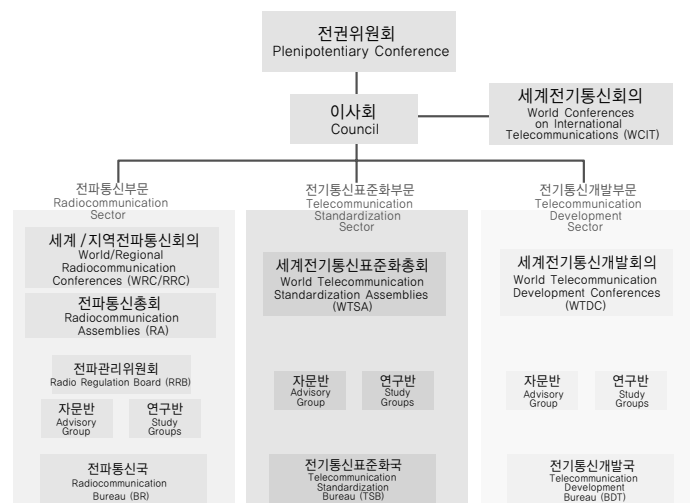 전권위원회
Plenipotentiary Conference
이사회
Council
세계전기통신회의
World Conferences
on International
Telecommunications (WCIT)
전파통신부문
Radiocommunication
Sector
세계/지역전파통신회의
World/Regional
Radiocommunication
Conferences (WRC/RRC)
전파통신총회
Radiocommunication
Assemblies (RA)
전파관리위원회
Radio Regulation Board (RRB)
자문반
Advisory
Group
연구반
Study
Groups
전파통신국
Radiocommunication
Bureau (BR)
전기통신표준화부문
Telecommunication
Standardization
Sector
세계전기통신표준화총회
World Telecommunication
Standardization Assemblies
(WTSA)
자문반
Advisory
Group
연구반
Study
Groups
전기통신표준화국
Telecommunication
Standardization
Bureau (TSB)
전기통신개발부문
Telecommunication
Development
Sector
세계전기통신개발회의
World Telecommunication
Development Conferences
(WTDC)
자문반
Advisory
Group
연구반
Study
Groups
전기통신개발국
Telecommunication
Development
Bureau (BDT)